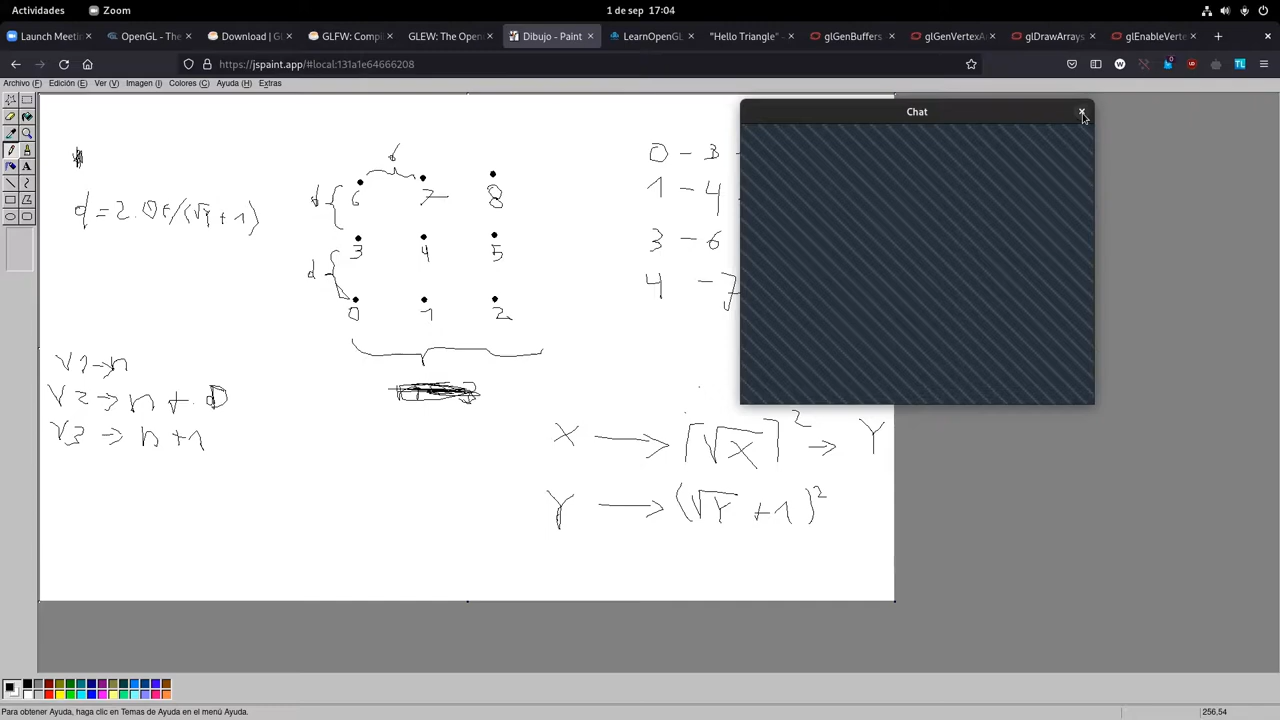 Actividades
Zoom
1 de sep 17:04
Launch Meeti
OpenGL - The
Download | G
GLFW: Compi
GLEW: The Open
Dibujo - Paint
LearnOpenGL
"Hello Triangle"
glGenBuffers
glGenVertexA
glDrawArrays
glEnableVerte
https://jspaint.app/#local:131a1e64666208
Archivo (F) Edición (E) Ver (V) Imagen (I) Colores (C) Ayuda (H) Extras
Chat
d
d 6 7 8
d = 2.0f/(√Y + 1)
3 4 5
d
0 1 2
0 - 3
1 - 4
3 - 6
4 - 7
V1 → n
V2 → n +
V3 → n + 1
X → ⌈√X⌉² → Y
Y → (√Y + 1)²
Para obtener Ayuda, haga clic en Temas de Ayuda en el menú Ayuda.
256,54